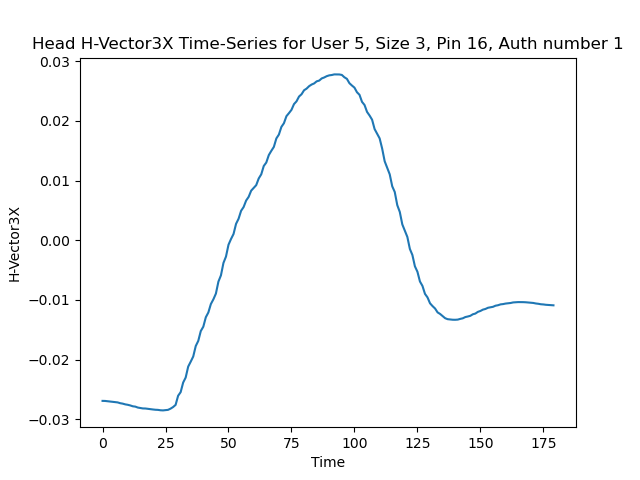 Head H-Vector3X Time-Series for User 5, Size 3, Pin 16, Auth number 1
0.03
0.02
0.01
0.00
−0.01
−0.02
−0.03
H-Vector3X
0 25 50 75 100 125 150 175
Time